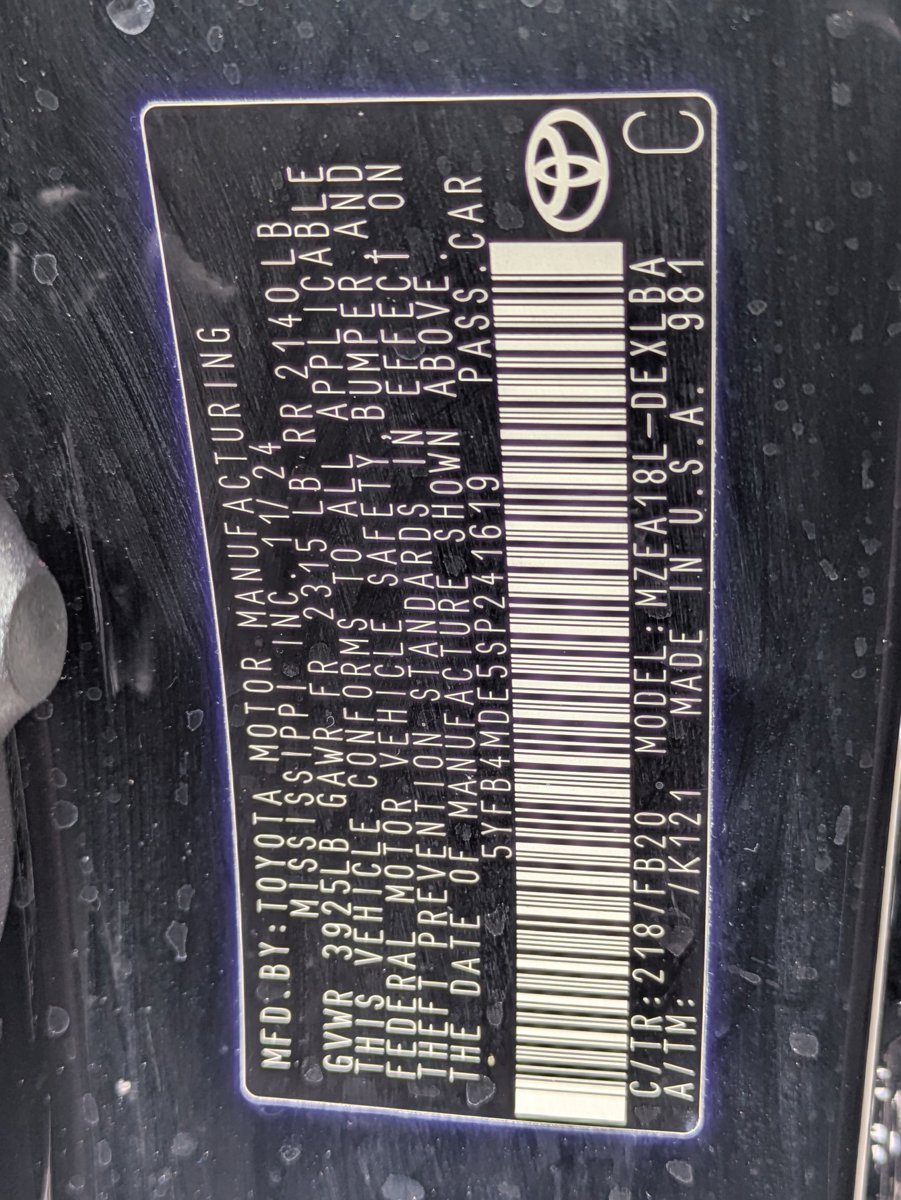 MFD.BY:TOYOTA MOTOR MANUFACTURING
MISSISSIPPI INC. 11/24
GVWR 3925LB GAWR FR 2315 LB RR 2140LB
THIS VEHICLE CONFORMS TO ALL APPLICABLE
FEDERAL MOTOR VEHICLE SAFETY, BUMPER, AND
THEFT PREVENTION STANDARDS IN EFFECT ON
THE DATE OF MANUFACTURE SHOWN ABOVE.
5YFB4MDE5SP241619 PASS.CAR
C/TR:218/FB20 MODEL:MZEA18L-DEXLBA
A/TM: /K121 MADE IN U.S.A. 981
C